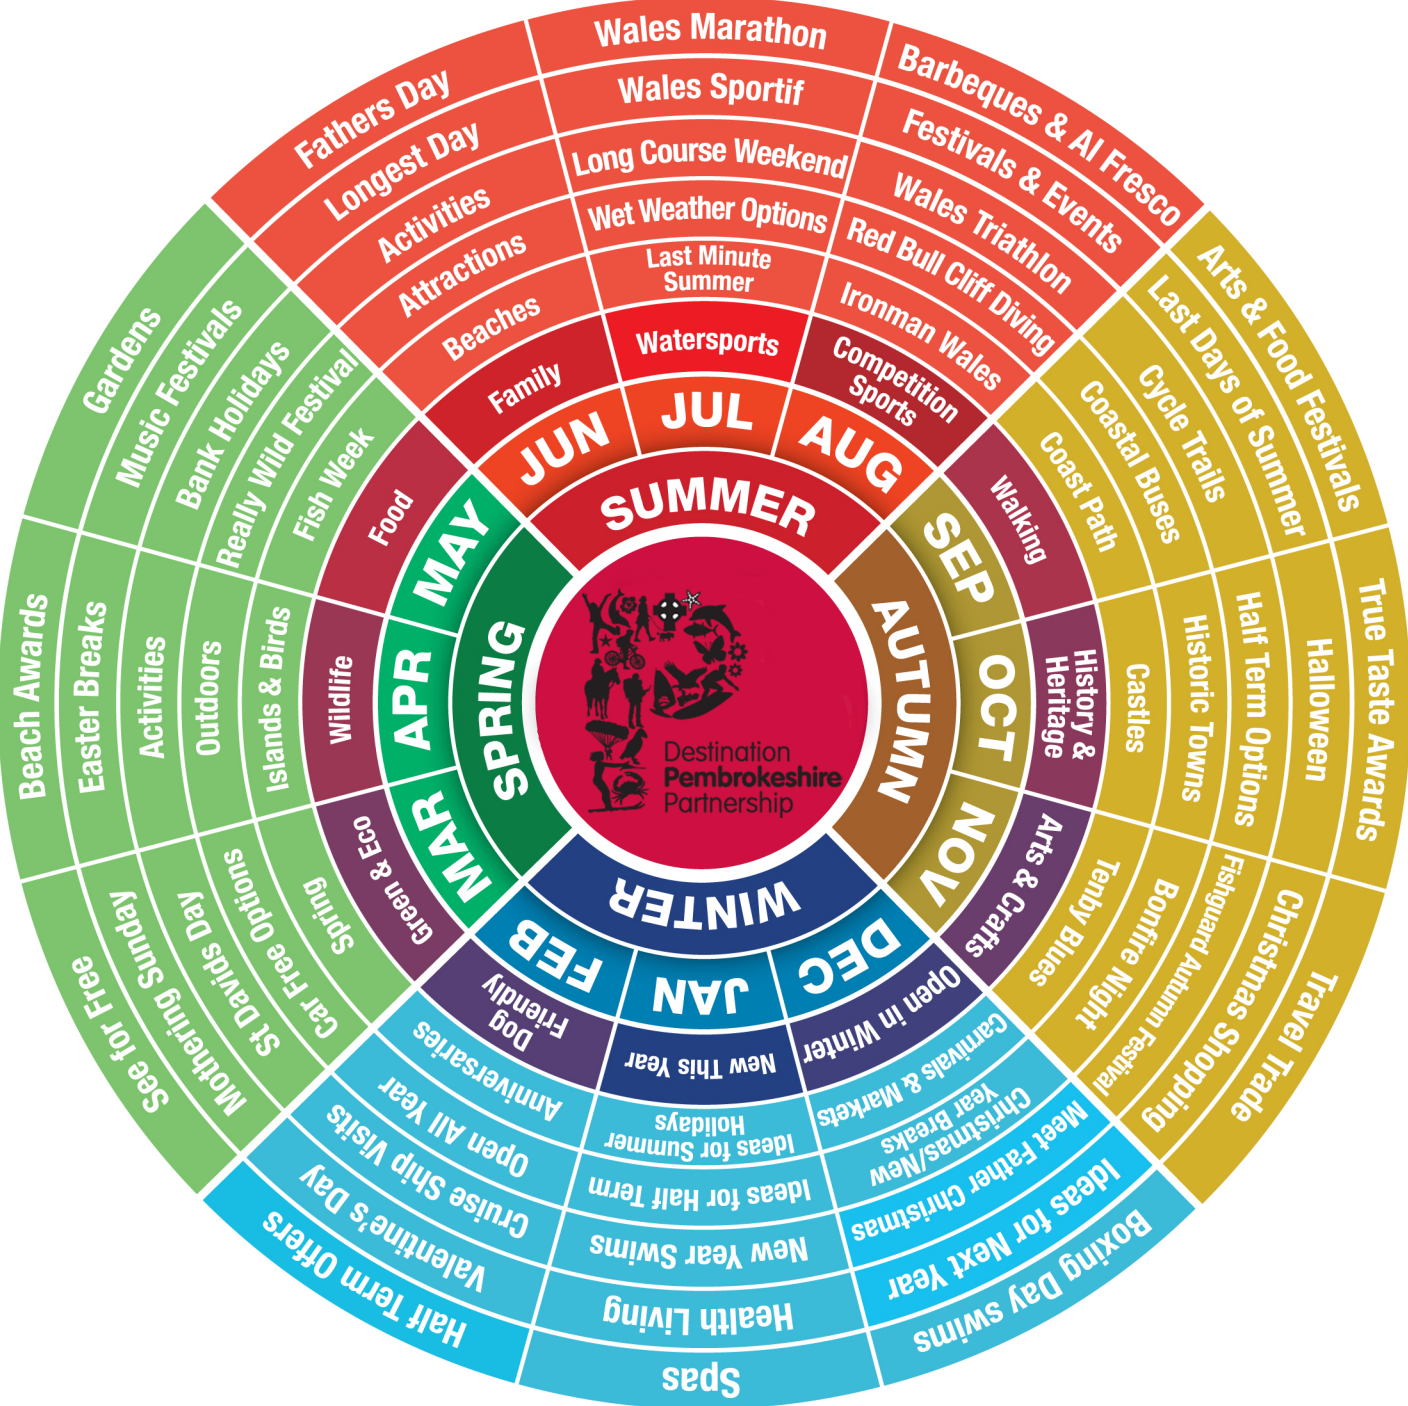 Destination
Pembrokeshire
Partnership
SUMMER
JUN
Family
Beaches
Attractions
Activities
Longest Day
Fathers Day
JUL
Watersports
Last Minute
Summer
Wet Weather Options
Long Course Weekend
Wales Sportif
Wales Marathon
AUG
Competition
Sports
Ironman Wales
Red Bull Cliff Diving
Wales Triathlon
Festivals & Events
Barbeques & Al Fresco
AUTUMN
SEP
Walking
Coast Path
Coastal Buses
Cycle Trails
Last Days of Summer
Arts & Food Festivals
OCT
History &
Heritage
Castles
Historic Towns
Half Term Options
Halloween
True Taste Awards
NOV
Arts & Crafts
Tenby Blues
Bonfire Night
Fishguard Autumn Festival
Christmas Shopping
Travel Trade
WINTER
DEC
Open in Winter
Carnivals & Markets
Christmas/New
Year Breaks
Meet Father Christmas
Ideas for Next Year
Boxing Day swims
JAN
New This Year
Ideas for Summer
Holidays
Ideas for Half Term
New Year Swims
Health Living
Spas
FEB
Dog
Friendly
Anniversaries
Open All Year
Cruise Ship Visits
Valentine's Day
Half Term Offers
SPRING
MAR
Green & Eco
Spring
Car Free Options
St Davids Day
Mothering Sunday
See for Free
APR
Wildlife
Islands & Birds
Outdoors
Activities
Easter Breaks
Beach Awards
MAY
Food
Fish Week
Really Wild Festival
Bank Holidays
Music Festivals
Gardens